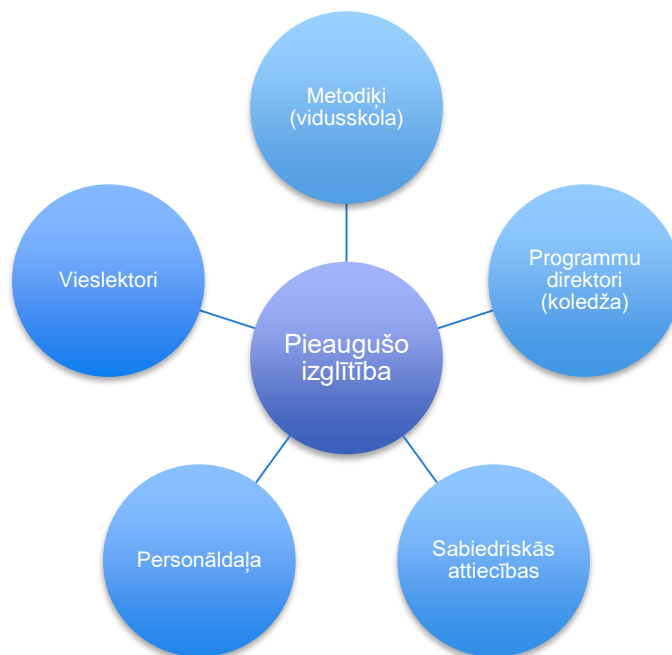 Metodiķi
(vidusskola)
Vieslektori
Programmu
direktori
(koledža)
Pieaugušo
izglītība
Personāldaļa
Sabiedriskās
attiecības